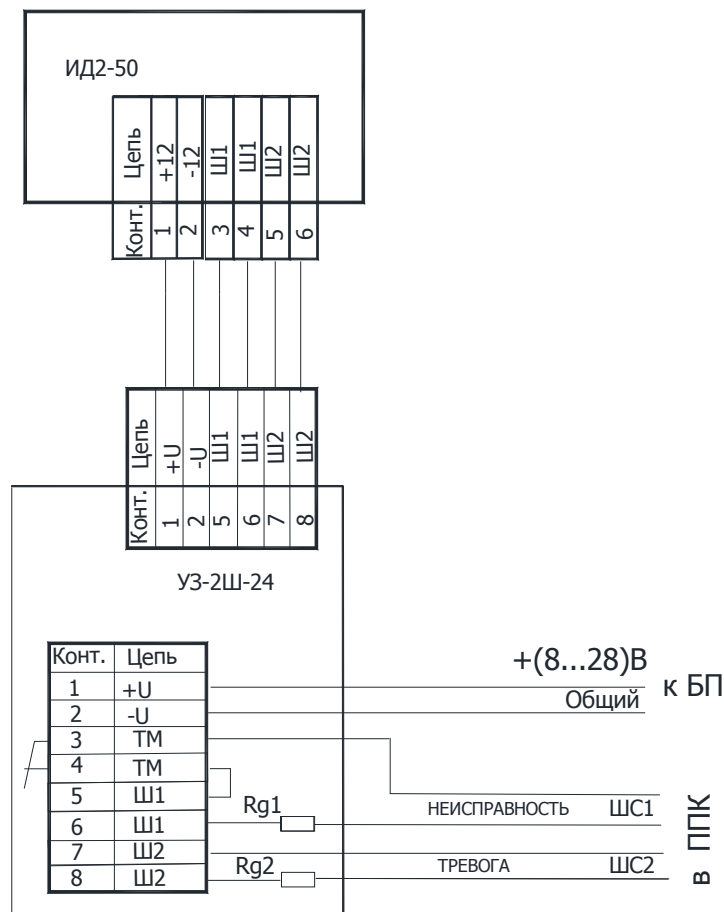 ИД2-50
Конт. Цепь
1 +12
2 -12
3 Ш1
4 Ш1
5 Ш2
6 Ш2
Конт. Цепь
1 +U
2 -U
5 Ш1
6 Ш1
7 Ш2
8 Ш2
УЗ-2Ш-24
Конт. Цепь
1 +U
2 -U
3 ТМ
4 ТМ
5 Ш1
6 Ш1
7 Ш2
8 Ш2
+(8...28)В
Общий
к БП
Rg1
НЕИСПРАВНОСТЬ ШС1
Rg2
ТРЕВОГА ШС2
в ППК